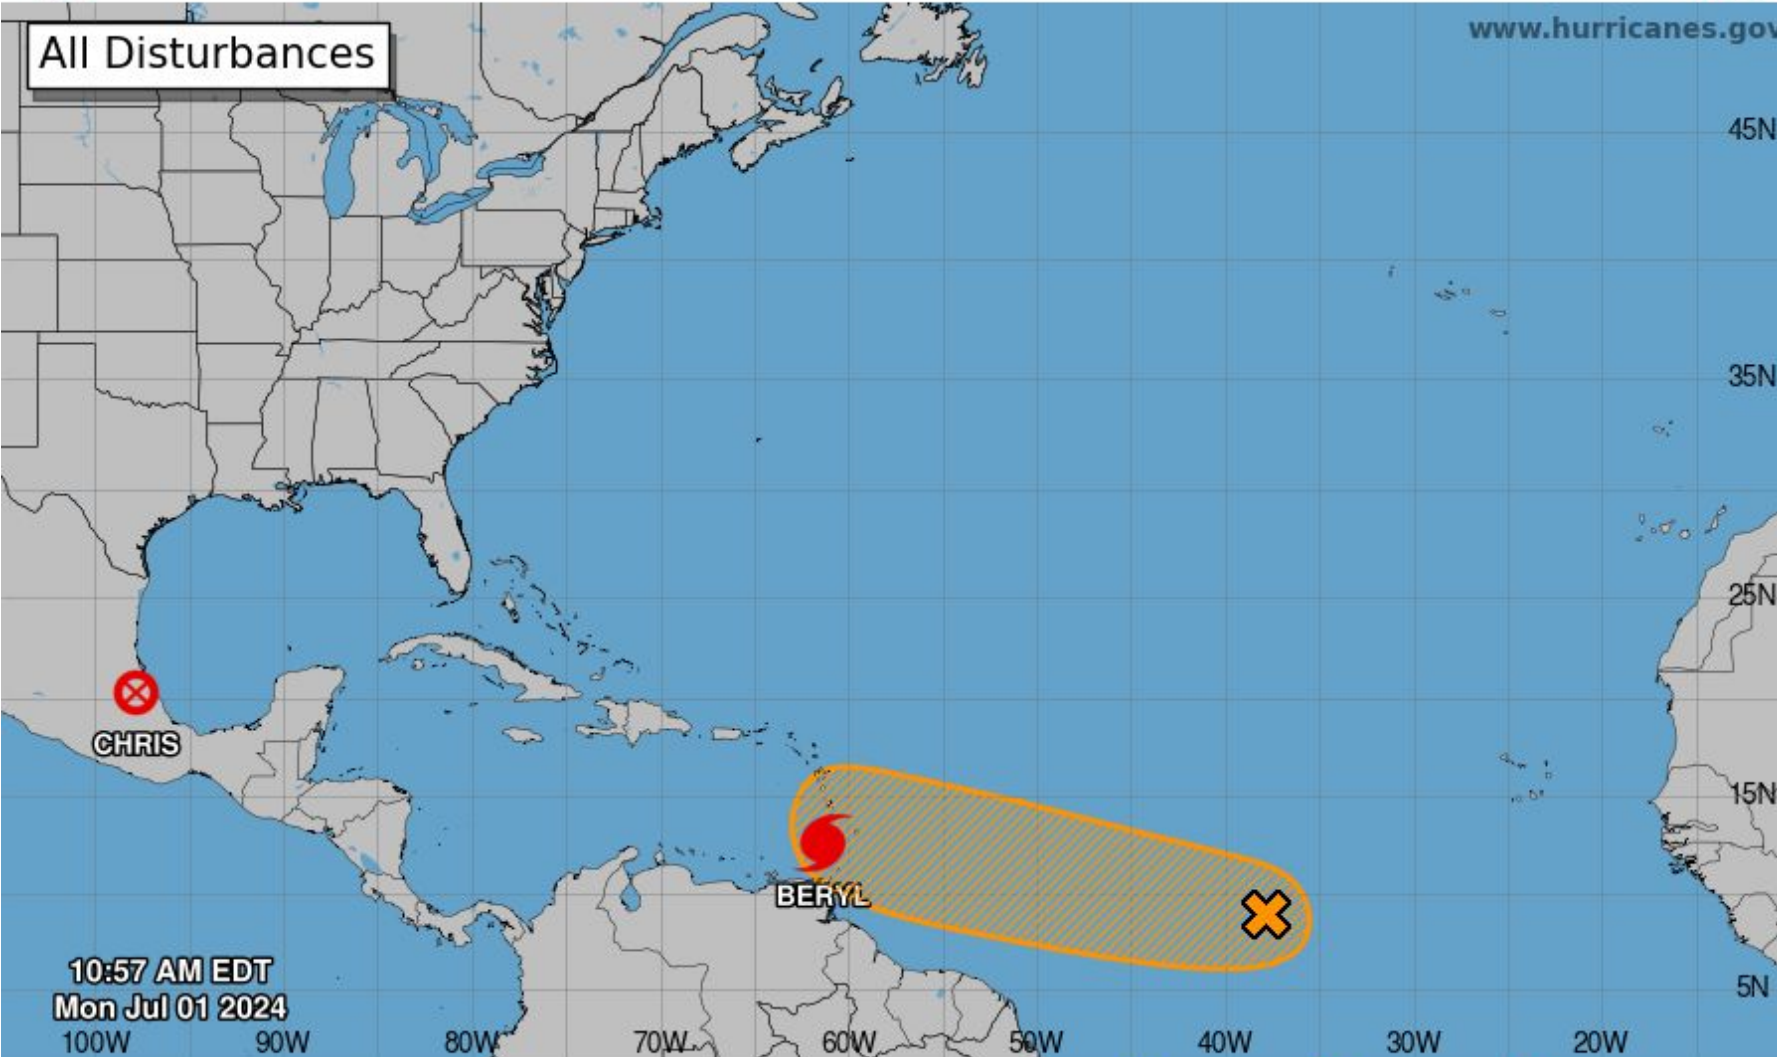 All Disturbances
www.hurricanes.gov
45N
35N
25N
CHRIS
15N
BERYL
10:57 AM EDT
Mon Jul 01 2024
5N
100W 90W 80W 70W 60W 50W 40W 30W 20W